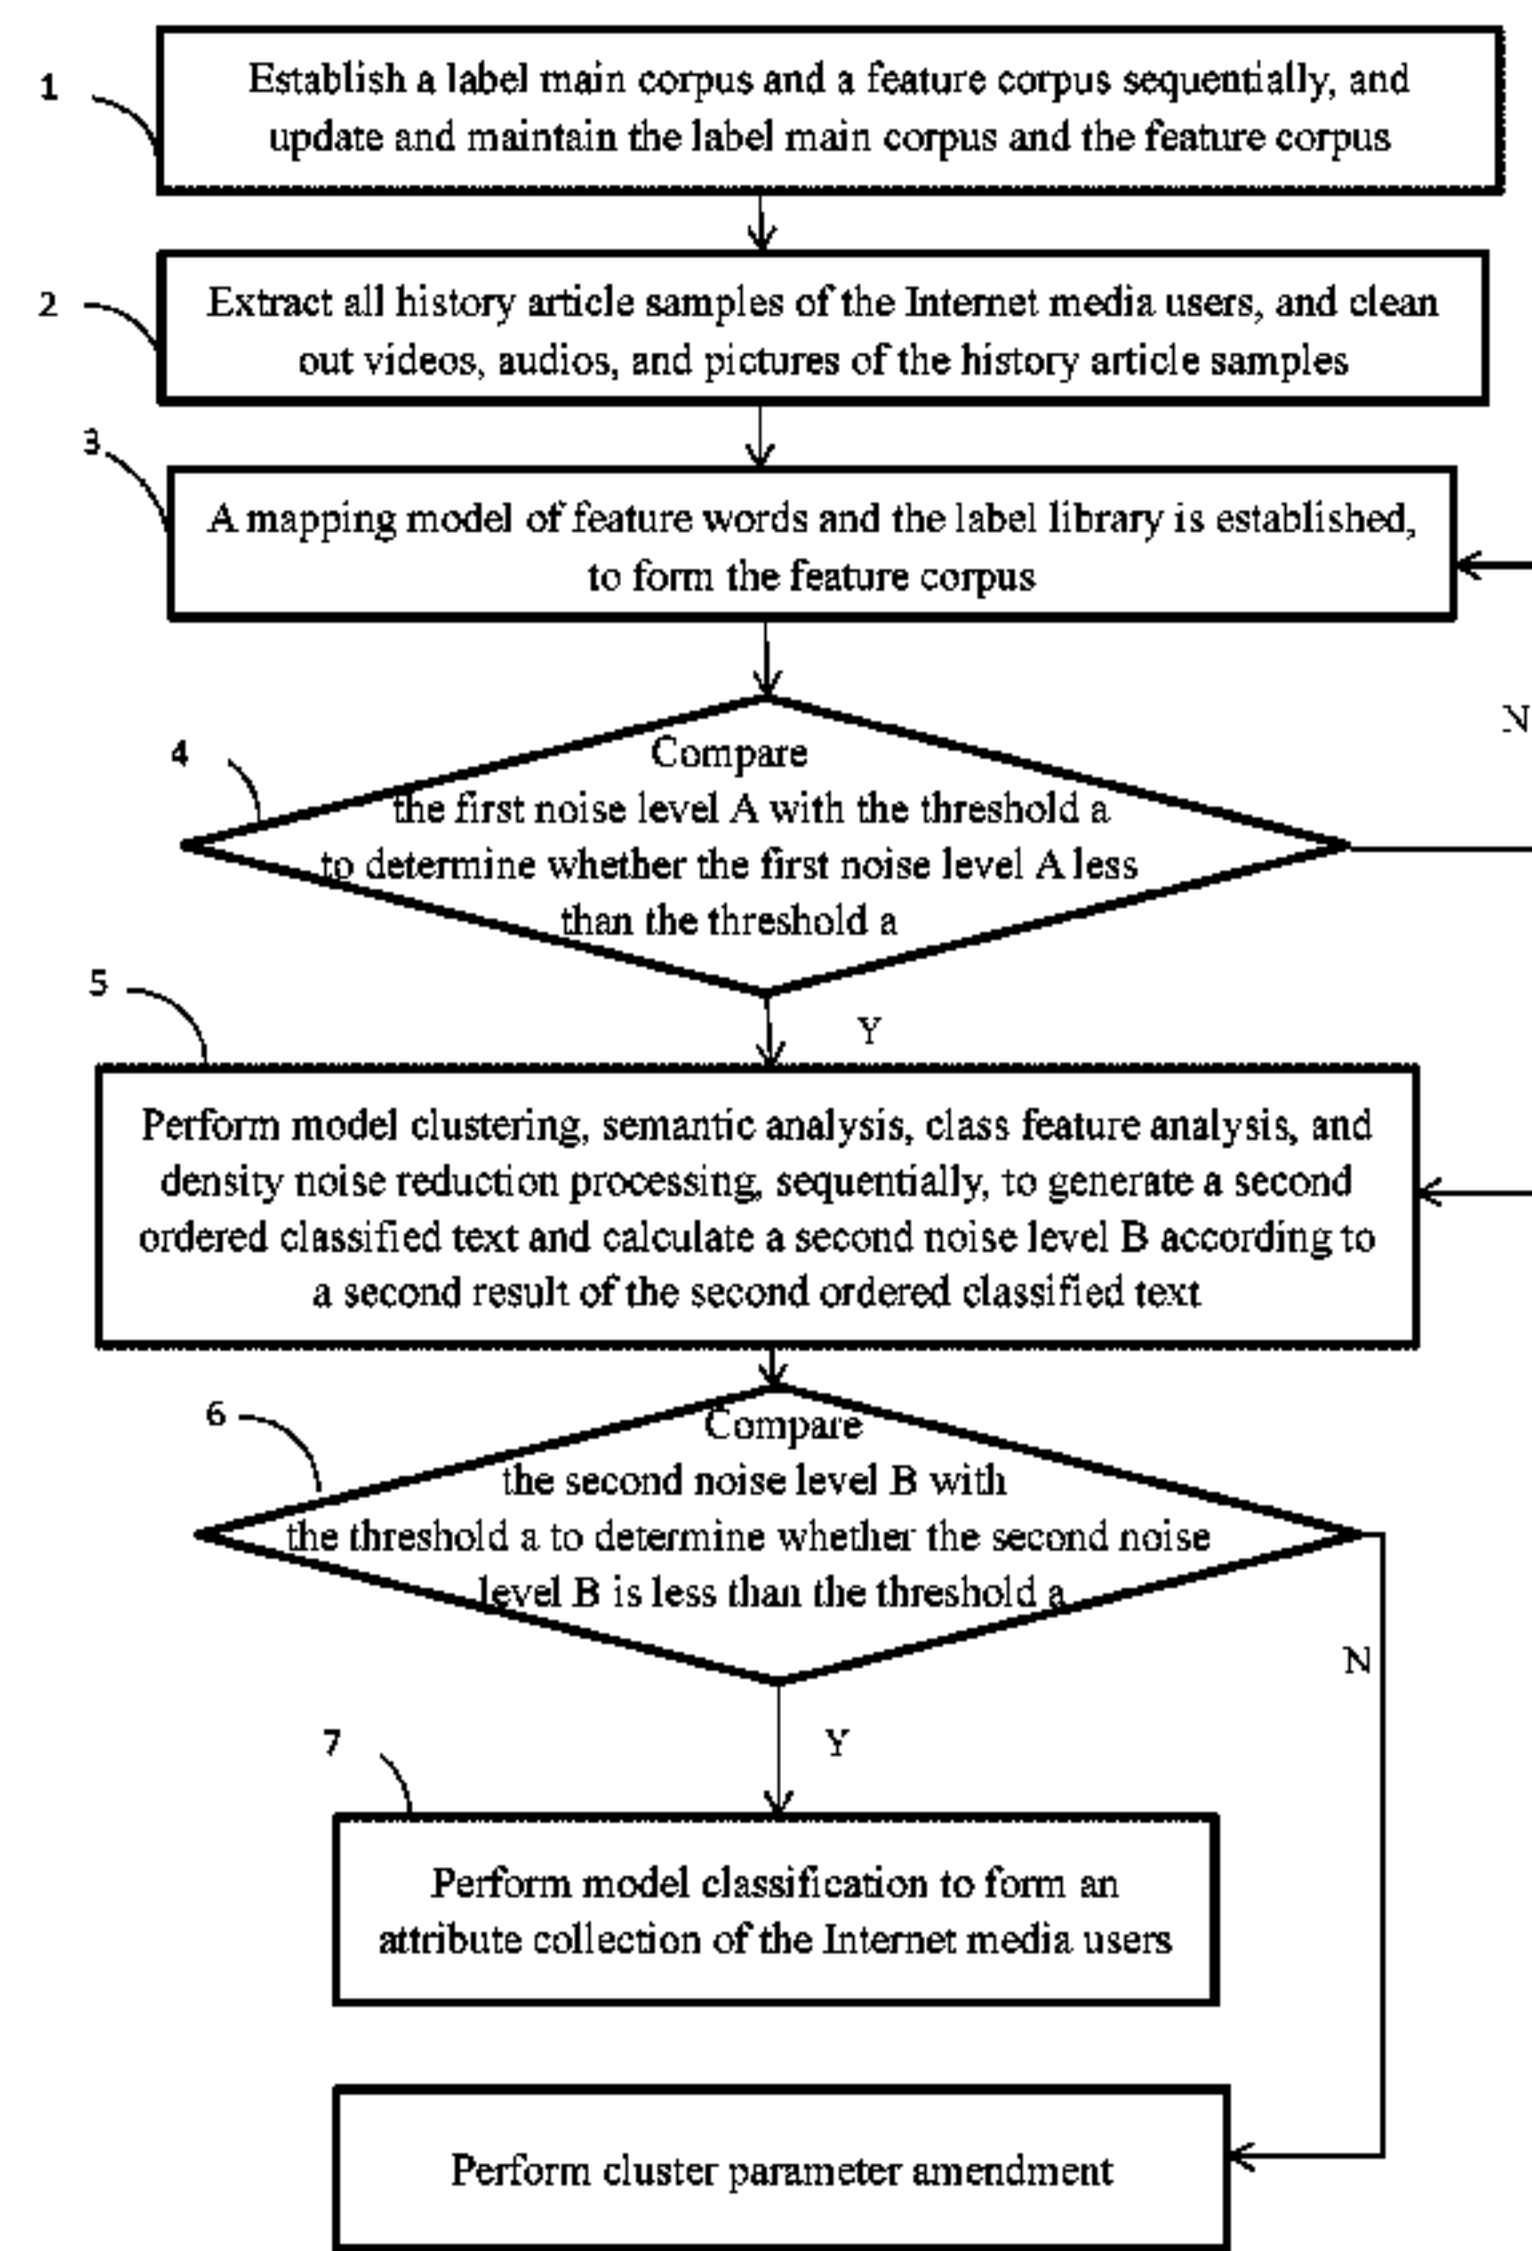 1
Establish a label main corpus and a feature corpus sequentially, and
update and maintain the label main corpus and the feature corpus
2
Extract all history article samples of the Internet media users, and clean
out videos, audios, and pictures of the history article samples
3
A mapping model of feature words and the label library is established,
to form the feature corpus
N
4
Compare
the first noise level A with the threshold a
to determine whether the first noise level A less
than the threshold a
Y
5
Perform model clustering, semantic analysis, class feature analysis, and
density noise reduction processing, sequentially, to generate a second
ordered classified text and calculate a second noise level B according to
a second result of the second ordered classified text
6
Compare
the second noise level B with
the threshold a to determine whether the second noise
level B is less than the threshold a
N
Y
7
Perform model classification to form an
attribute collection of the Internet media users
Perform cluster parameter amendment